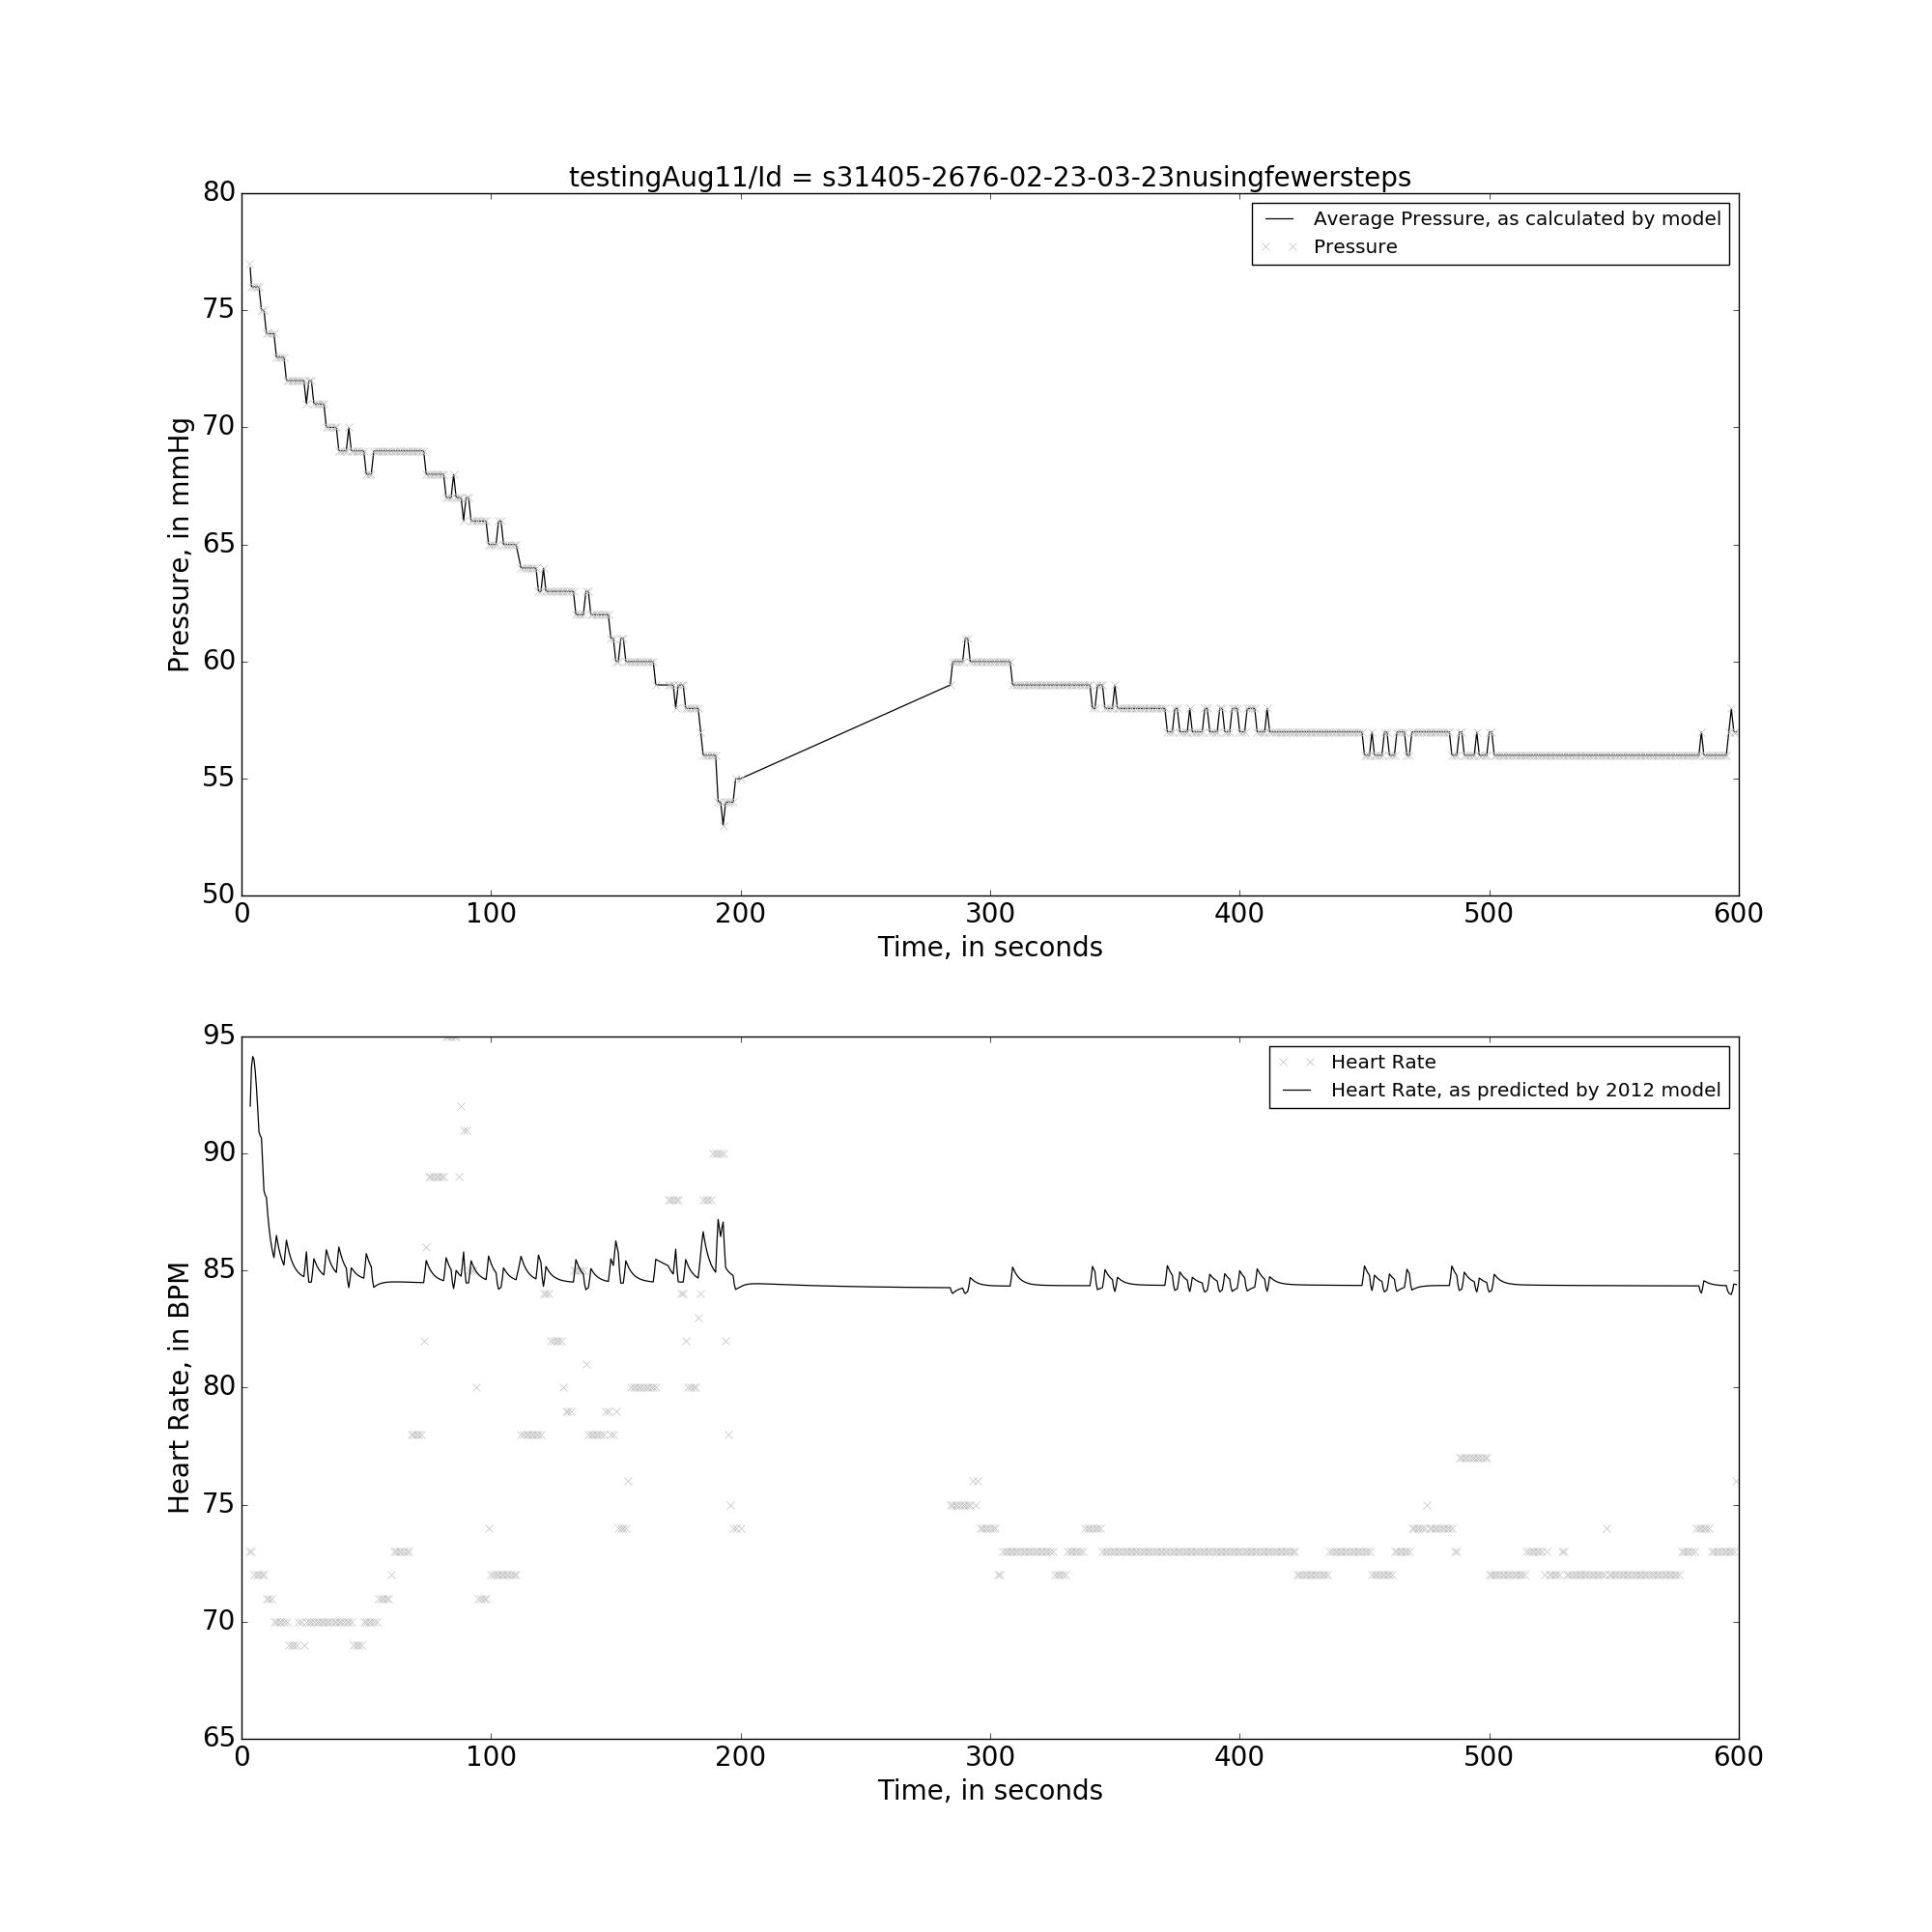 testingAug11/Id = s31405-2676-02-23-03-23nusingfewersteps
80
75
70
65
60
55
50
Pressure, in mmHg
Average Pressure, as calculated by model
Pressure
0 100 200 300 400 500 600
Time, in seconds
95
90
85
80
75
70
65
Heart Rate, in BPM
Heart Rate
Heart Rate, as predicted by 2012 model
0 100 200 300 400 500 600
Time, in seconds